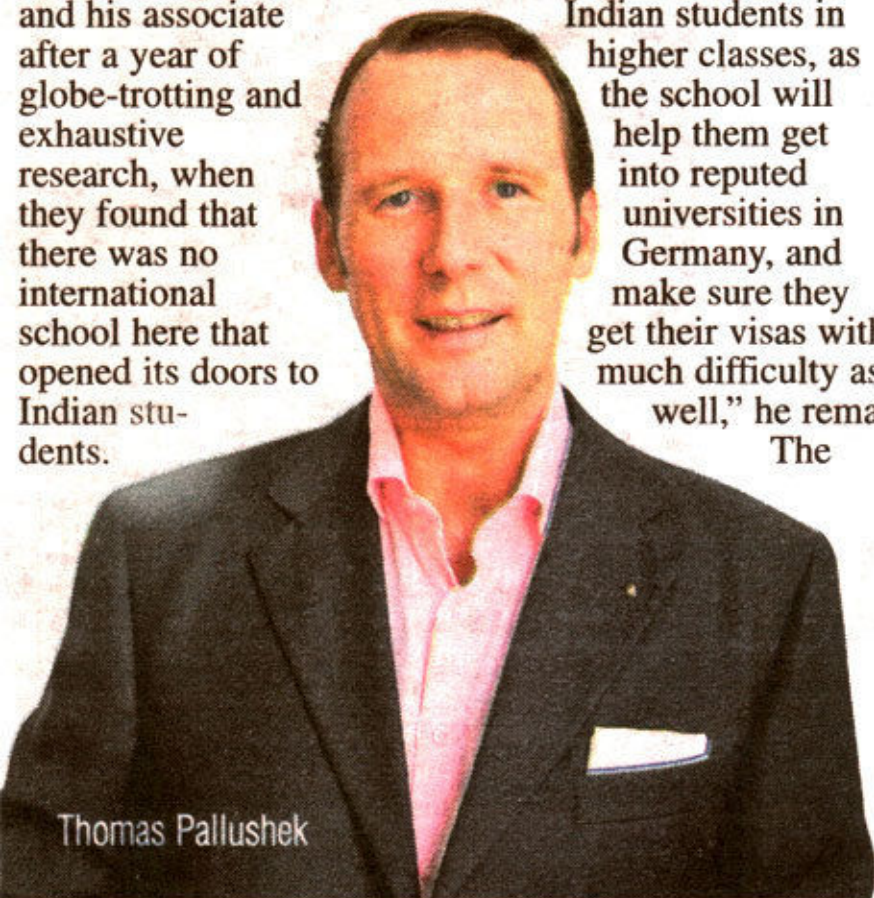 and his associate
after a year of
globe-trotting and
exhaustive
research, when
they found that
there was no
international
school here that
opened its doors to
Indian stu-
dents.
Indian students in
higher classes, as
the school will
help them get
into reputed
universities in
Germany, and
make sure they
get their visas
much difficulty as
well,” he
The
Thomas Pallushek